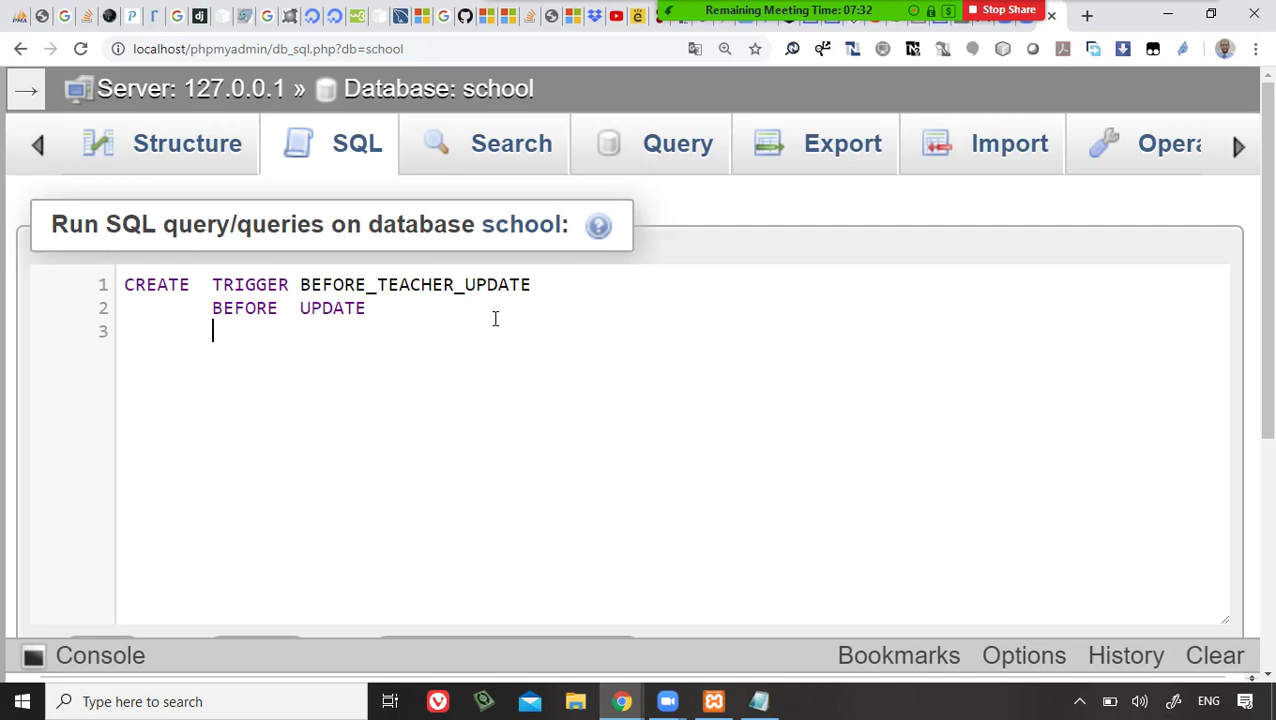 Remaining Meeting Time: 07:32
Stop Share
localhost/phpmyadmin/db_sql.php?db=school
Server: 127.0.0.1 » Database: school
Structure
SQL
Search
Query
Export
Import
Opera
Run SQL query/queries on database school:
1 CREATE TRIGGER BEFORE_TEACHER_UPDATE
2 BEFORE UPDATE
3
Console
Bookmarks
Options
History
Clear
Type here to search
ENG